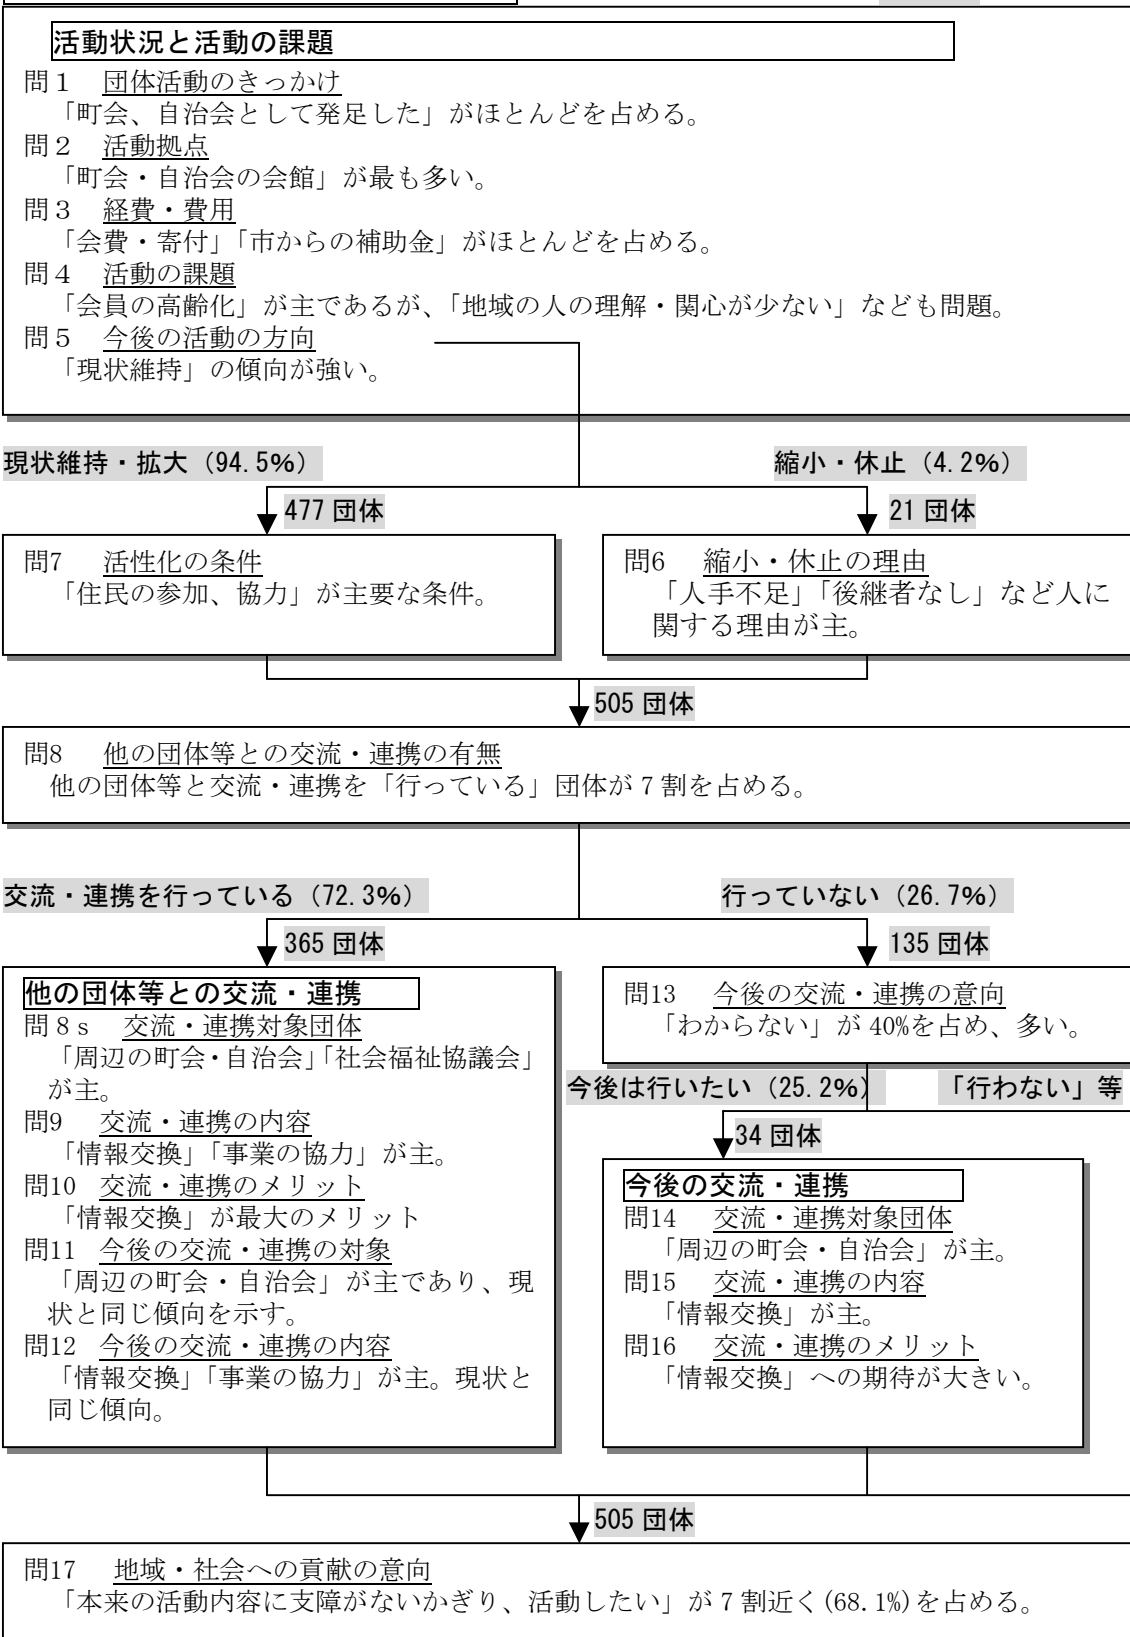 活動状況と活動の課題
問１　団体活動のきっかけ
「町会、自治会として発足した」がほとんどを占める。
問２　活動拠点
「町会・自治会の会館」が最も多い。
問３　経費・費用
「会費・寄付」「市からの補助金」がほとんどを占める。
問４　活動の課題
「会員の高齢化」が主であるが、「地域の人の理解・関心が少ない」なども問題。
問５　今後の活動の方向
「現状維持」の傾向が強い。
現状維持・拡大（94.5%）
縮小・休止（4.2%）
477 団体
21 団体
問7　活性化の条件
「住民の参加、協力」が主要な条件。
問6　縮小・休止の理由
「人手不足」「後継者なし」など人に
関する理由が主。
505 団体
問8　他の団体等との交流・連携の有無
他の団体等と交流・連携を「行っている」団体が７割を占める。
交流・連携を行っている（72.3%）
行っていない（26.7%）
365 団体
135 団体
他の団体等との交流・連携
問８s　交流・連携対象団体
「周辺の町会・自治会」「社会福祉協議会」
が主。
問9　交流・連携の内容
「情報交換」「事業の協力」が主。
問10　交流・連携のメリット
「情報交換」が最大のメリット
問11　今後の交流・連携の対象
「周辺の町会・自治会」が主であり、現
状と同じ傾向を示す。
問12　今後の交流・連携の内容
「情報交換」「事業の協力」が主。現状と
同じ傾向。
問13　今後の交流・連携の意向
「わからない」が 40%を占め、多い。
今後は行いたい（25.2%）
「行わない」等
34 団体
今後の交流・連携
問14　交流・連携対象団体
「周辺の町会・自治会」が主。
問15　交流・連携の内容
「情報交換」が主。
問16　交流・連携のメリット
「情報交換」への期待が大きい。
505 団体
問17　地域・社会への貢献の意向
「本来の活動内容に支障がないかぎり、活動したい」が７割近く(68.1%)を占める。